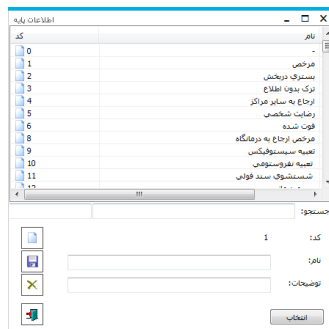 اطلاعات پایه
نام کد
- 0
مرخص 1
بستری دربخش 2
ترک بدون اطلاع 3
ارجاع به سایر مراکز 4
رضایت شخصی 5
فوت شده 6
مرخص ارجاع به درمانگاه 8
تعبیه سیستوفیکس 9
تعبیه نفروستومی 10
شستشوی سند فولی 11
جستجو:
کد: 1
نام:
توضیحات:
انتخاب